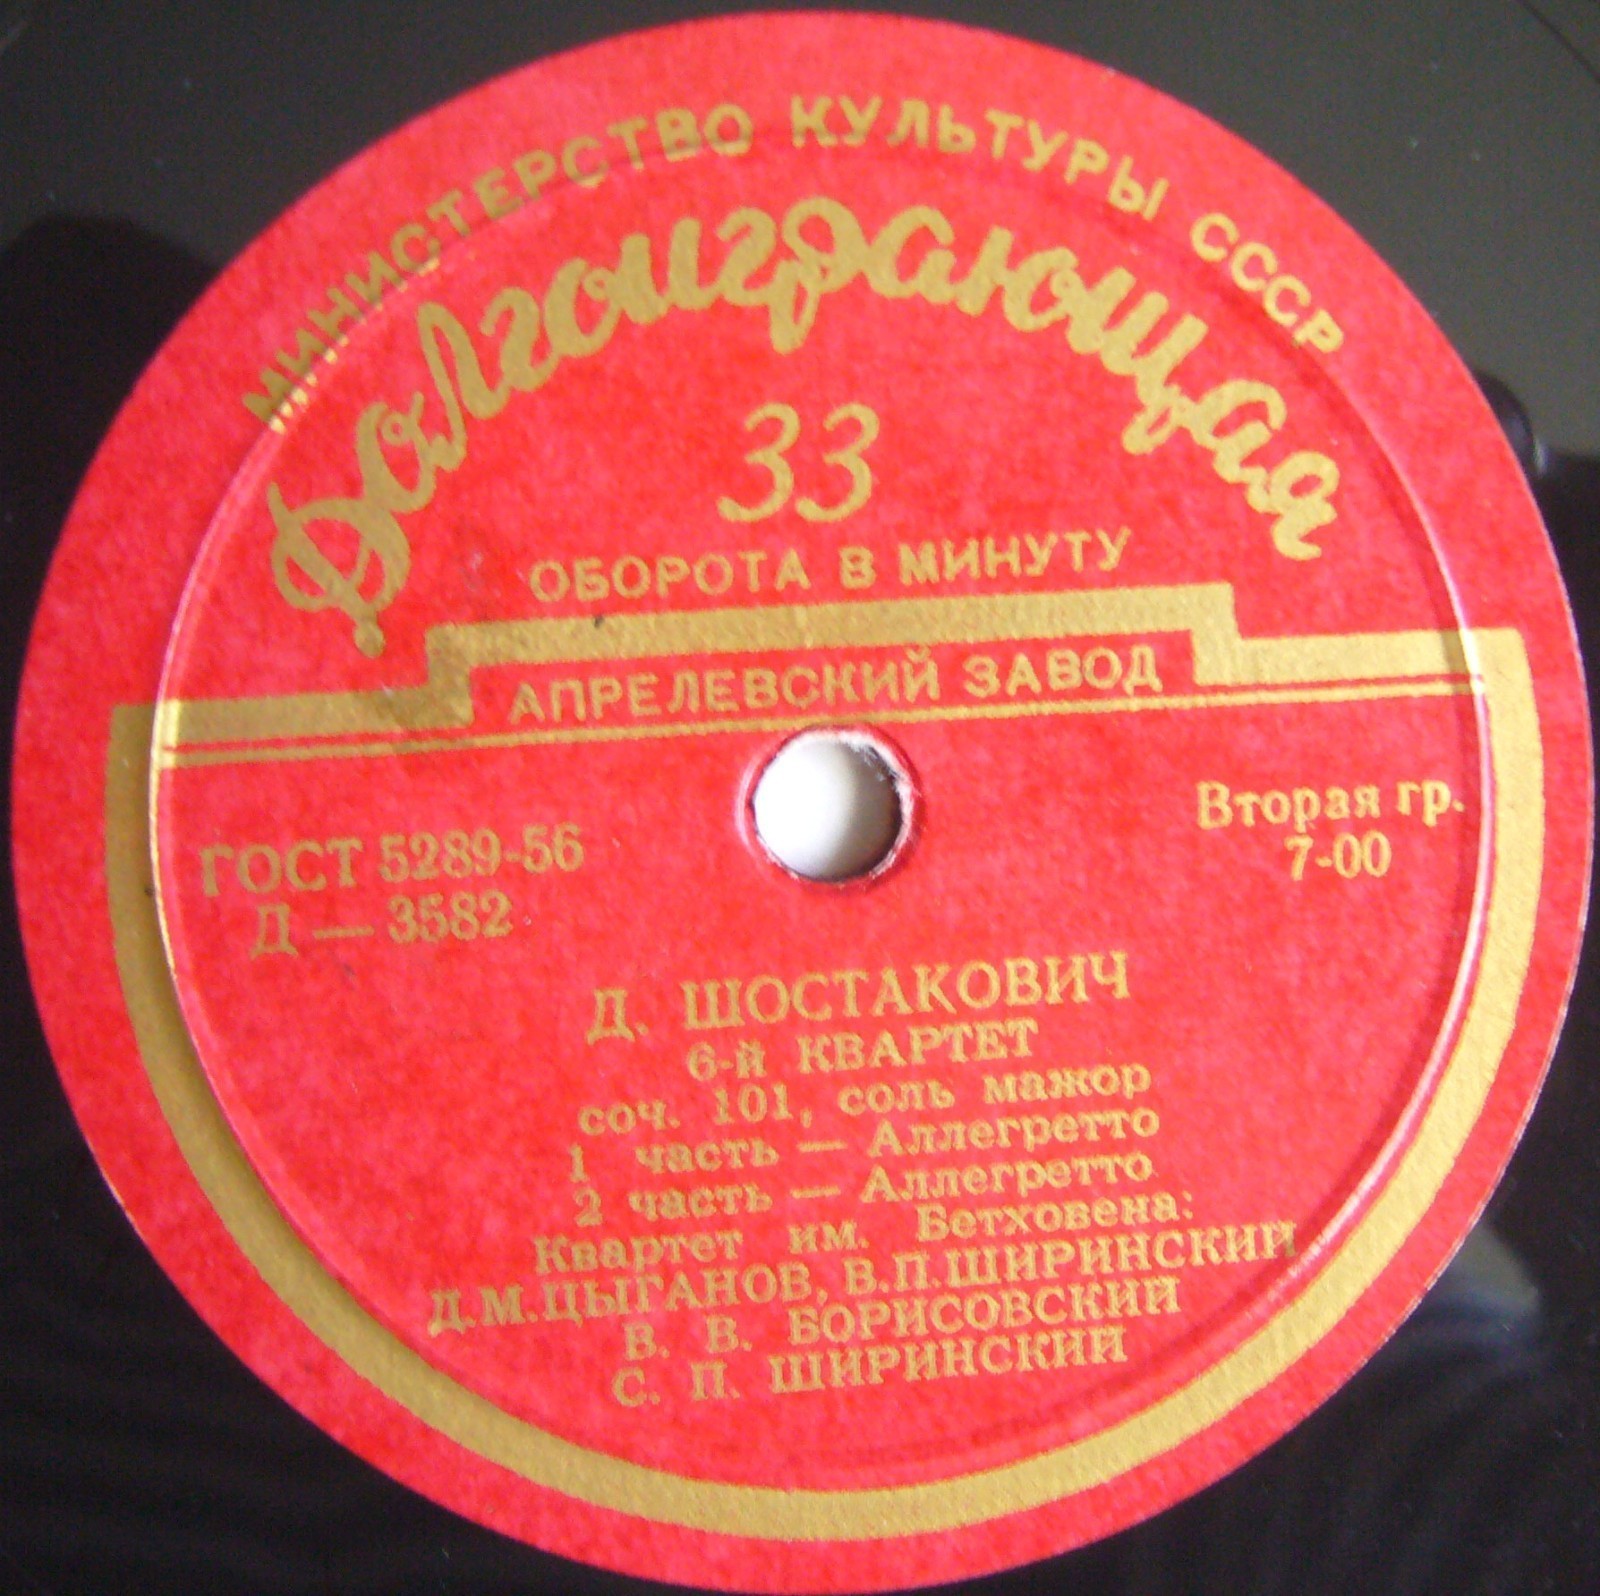 МИНИСТЕРСТВО КУЛЬТУРЫ СССР
Долгоиграющая
33
ОБОРОТА В МИНУТУ
АПРЕЛЕВСКИЙ ЗАВОД
ГОСТ 5289-56
Д — 3582
Вторая гр.
7-00
Д. ШОСТАКОВИЧ
6-й КВАРТЕТ
соч. 101, соль мажор
1 часть — Аллегретто
2 часть — Аллегретто
Квартет им. Бетховена:
Д.М.ЦЫГАНОВ, В.П.ШИРИНСКИЙ
В. В. БОРИСОВСКИЙ
С. П. ШИРИНСКИЙ